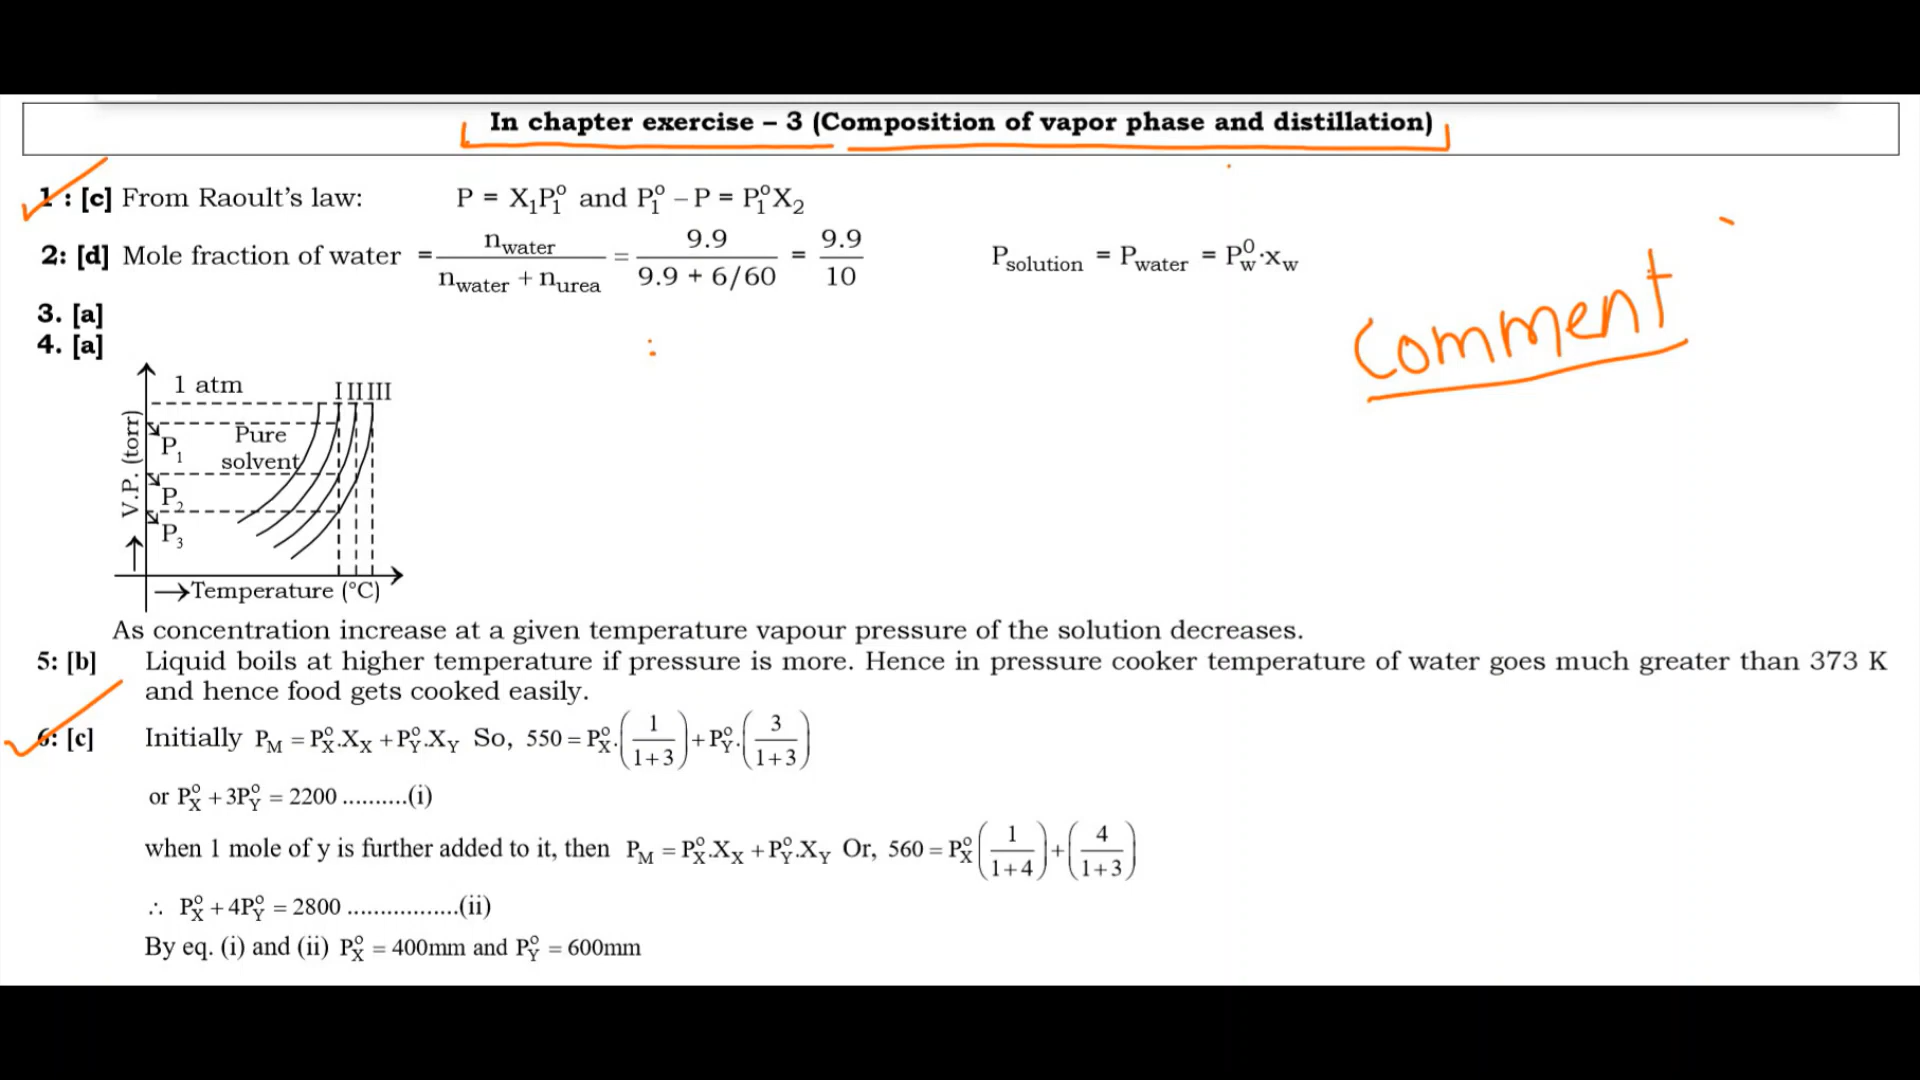 In chapter exercise – 3 (Composition of vapor phase and distillation)
1 : [c] From Raoult's law: P = X₁P₁° and P₁° – P = P₁°X₂
2: [d] Mole fraction of water = n_water / (n_water + n_urea) = 9.9 / (9.9 + 6/60) = 9.9 / 10 P_solution = P_water = P_w^0·x_w
3. [a]
4. [a]
Comment
1 atm I II III
Pure
solvent
P₁
P₂
P₃
V.P. (torr)
Temperature (°C)
As concentration increase at a given temperature vapour pressure of the solution decreases.
5: [b] Liquid boils at higher temperature if pressure is more. Hence in pressure cooker temperature of water goes much greater than 373 K
and hence food gets cooked easily.
6: [c] Initially P_M = P_X°.X_X + P_Y°.X_Y So, 550 = P_X°.(1/(1+3)) + P_Y°.(3/(1+3))
or P_X° + 3P_Y° = 2200 ..........(i)
when 1 mole of y is further added to it, then P_M = P_X°.X_X + P_Y°.X_Y Or, 560 = P_X°(1/(1+4)) + (4/(1+3))
∴ P_X° + 4P_Y° = 2800 .................(ii)
By eq. (i) and (ii) P_X° = 400mm and P_Y° = 600mm